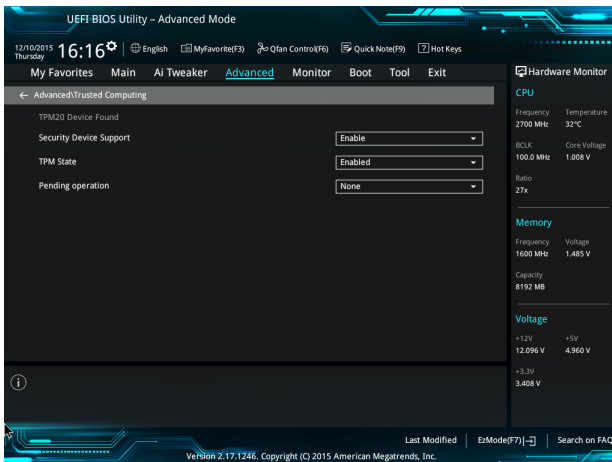 UEFI BIOS Utility – Advanced Mode
12/10/2015
Thursday
16:16
English
MyFavorite(F3)
Qfan Control(F6)
Quick Note(F9)
? Hot Keys
My Favorites
Main
Ai Tweaker
Advanced
Monitor
Boot
Tool
Exit
Hardware Monitor
← Advanced\Trusted Computing
TPM20 Device Found
Security Device Support
Enable
TPM State
Enabled
Pending operation
None
CPU
Frequency Temperature
2700 MHz 32°C
BCLK Core Voltage
100.0 MHz 1.008 V
Ratio
27x
Memory
Frequency Voltage
1600 MHz 1.485 V
Capacity
8192 MB
Voltage
+12V +5V
12.096 V 4.960 V
+3.3V
3.408 V
i
Last Modified
EzMode(F7)
Search on FAQ
Version 2.17.1246. Copyright (C) 2015 American Megatrends, Inc.